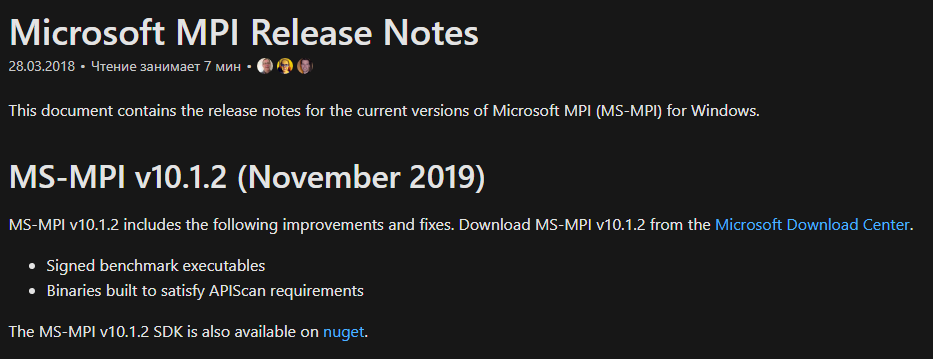 Microsoft MPI Release Notes
28.03.2018 • Чтение занимает 7 мин •
This document contains the release notes for the current versions of Microsoft MPI (MS-MPI) for Windows.
MS-MPI v10.1.2 (November 2019)
MS-MPI v10.1.2 includes the following improvements and fixes. Download MS-MPI v10.1.2 from the Microsoft Download Center.
• Signed benchmark executables
• Binaries built to satisfy APIScan requirements
The MS-MPI v10.1.2 SDK is also available on nuget.